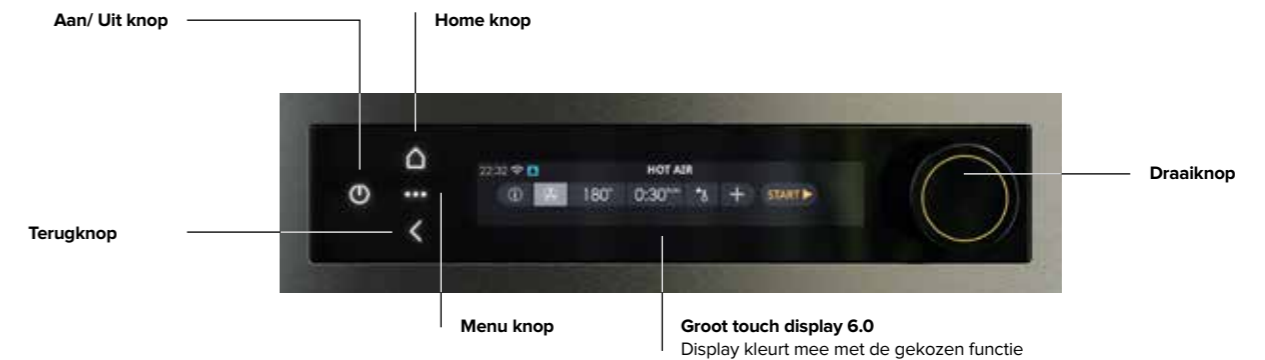 Aan/ Uit knop
Home knop
22:32
HOT AIR
180°
0:30
START
Draaiknop
Terugknop
Menu knop
Groot touch display 6.0
Display kleurt mee met de gekozen functie